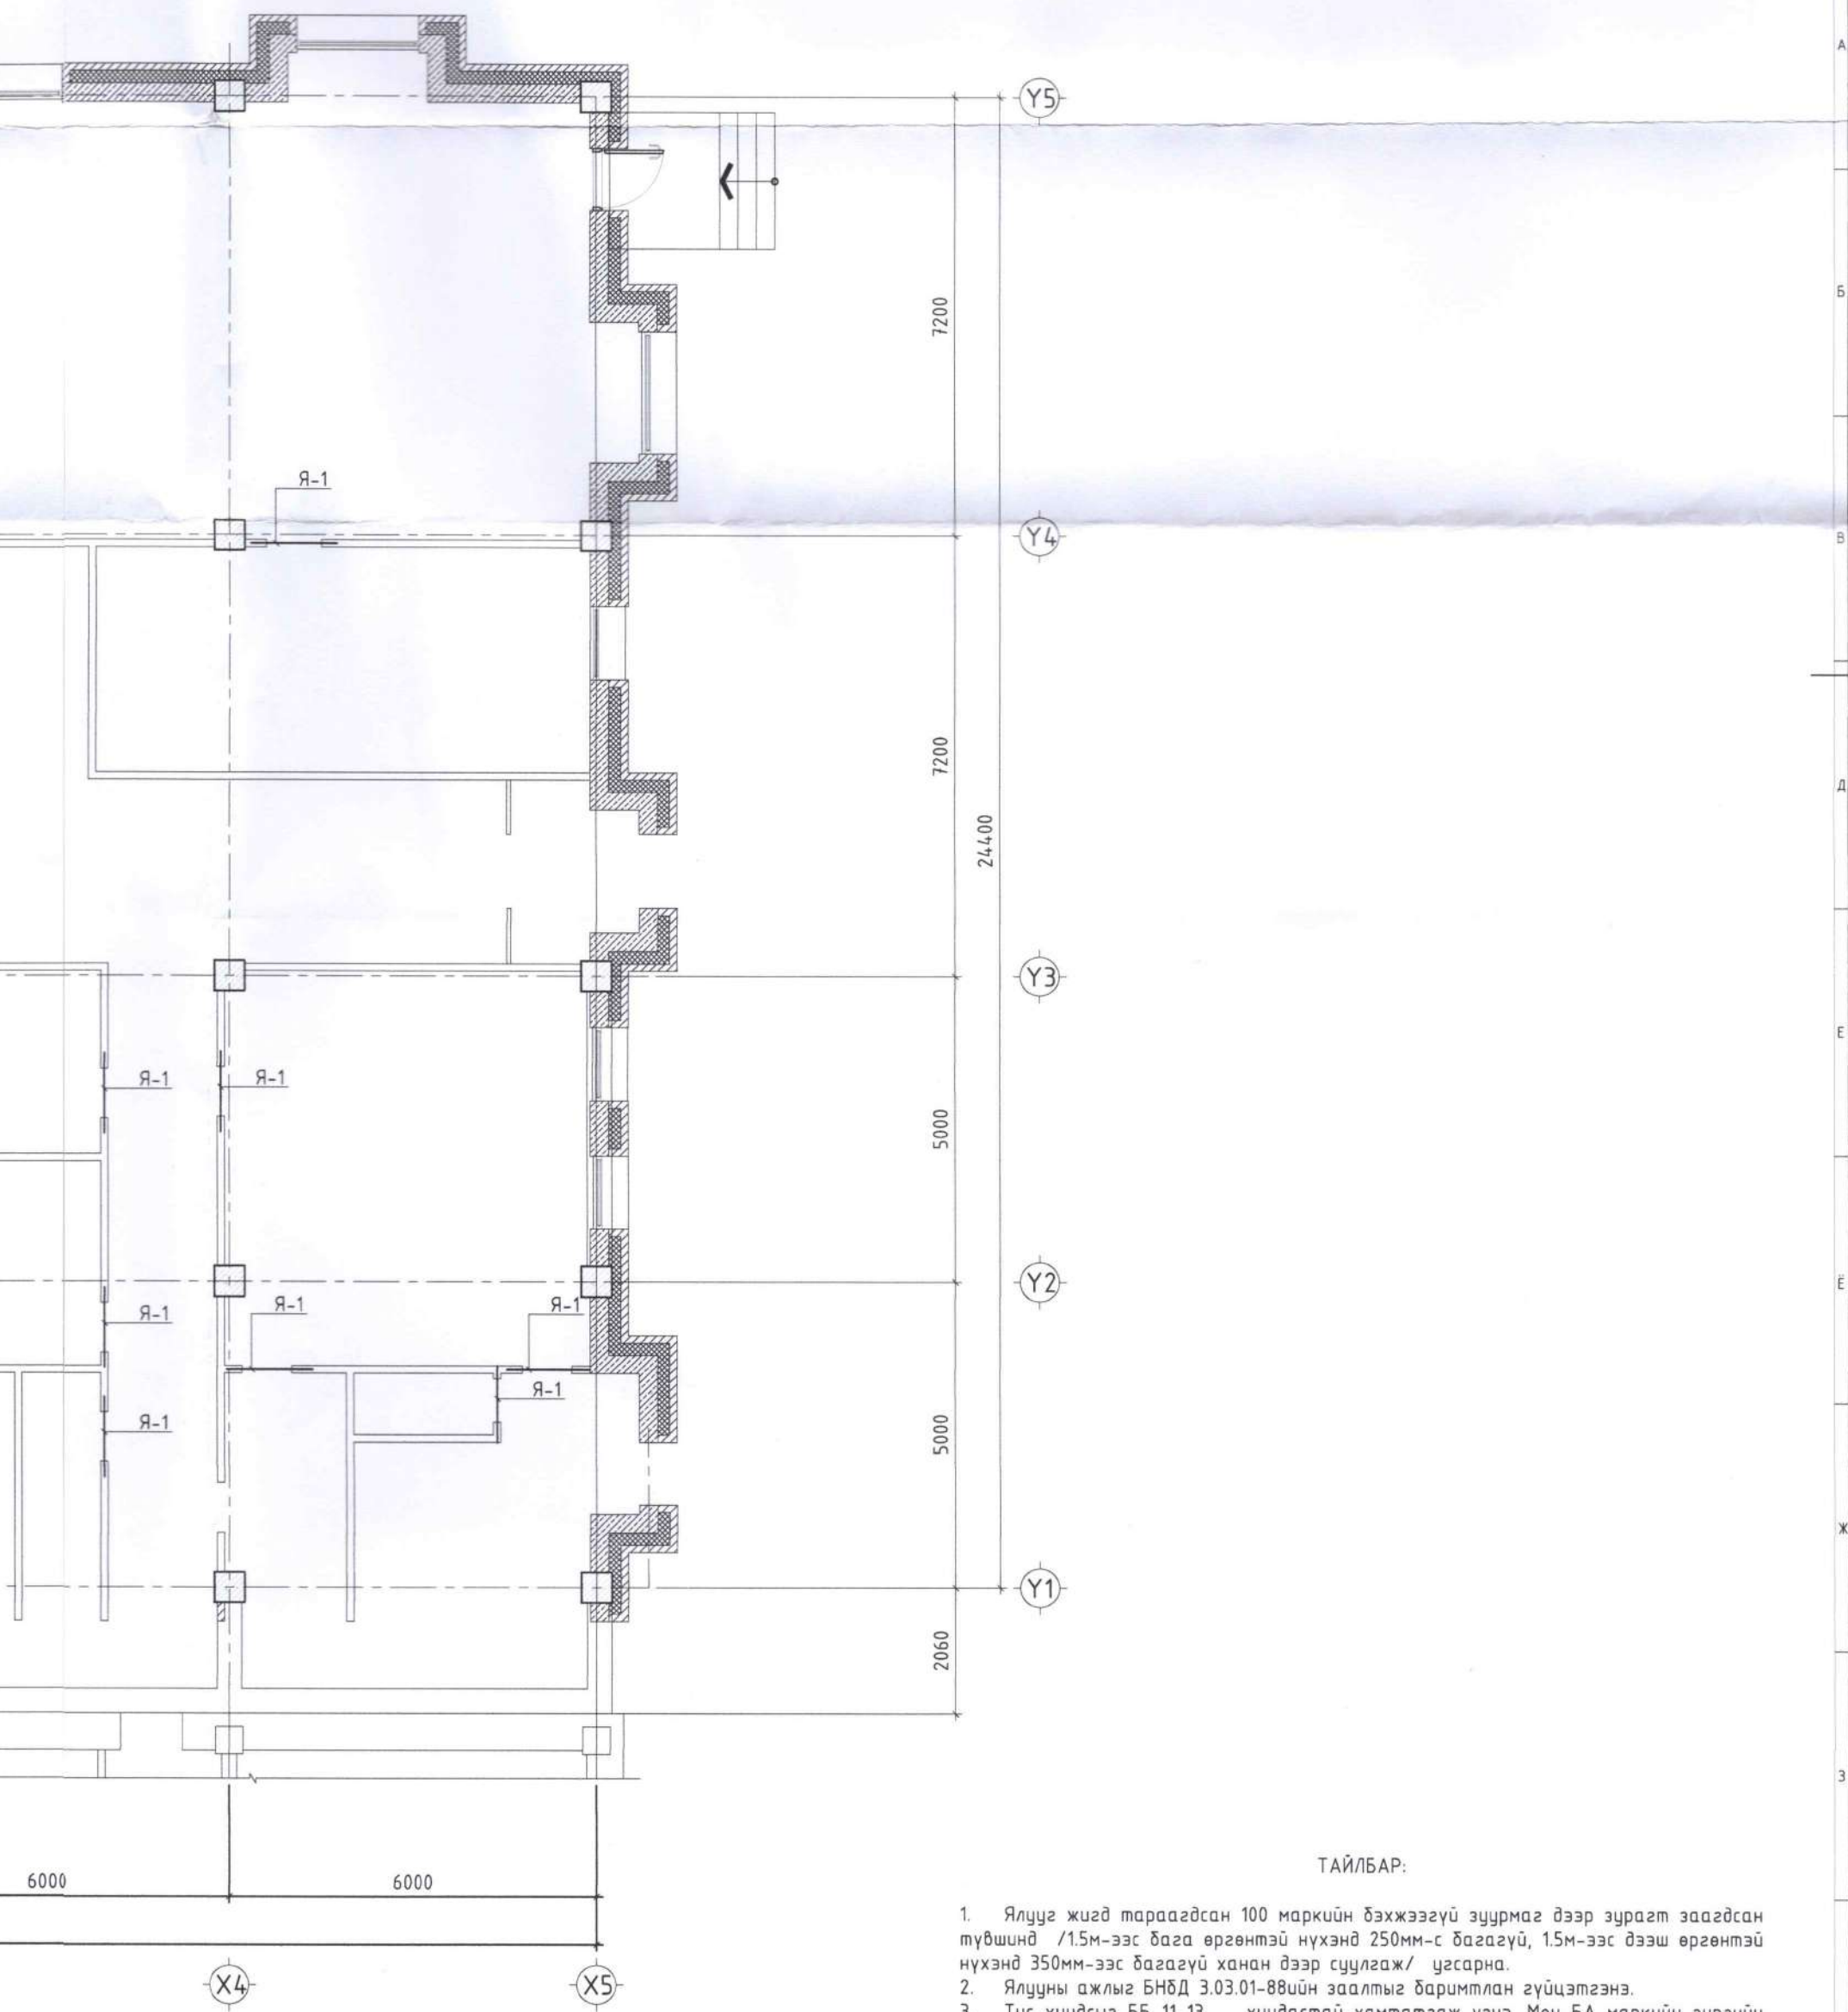 А
Y5
Б
7200
Я-1
Y4
В
7200
Д
24400
Y3
Е
Я-1
Я-1
5000
Y2
Ё
Я-1
Я-1
Я-1
Я-1
Я-1
5000
Ж
Y1
2060
З
6000
6000
X4
X5
ТАЙЛБАР:
1. Ялууг жигд тараагдсан 100 маркийн бэхжээгүй зуурмаг дээр зурагт заагдсан
түвшинд /1.5м-ээс бага өргөнтэй нүхэнд 250мм-с багагүй, 1.5м-ээс дээш өргөнтэй
нүхэнд 350мм-ээс багагүй ханан дээр суулгаж/ угсарна.
2. Ялууны ажлыг БНбД 3.03.01-88ийн заалтыг баримтлан гүйцэтгэнэ.